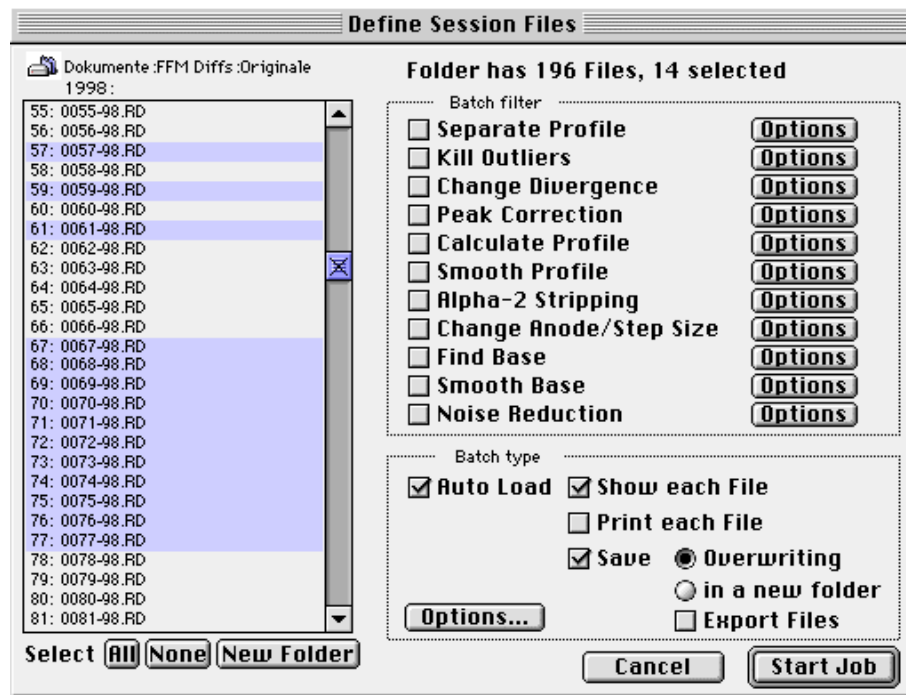 Define Session Files
Dokumente :FFM Diffs :Originale
1998 :
55: 0055-98.RD
56: 0056-98.RD
57: 0057-98.RD
58: 0058-98.RD
59: 0059-98.RD
60: 0060-98.RD
61: 0061-98.RD
62: 0062-98.RD
63: 0063-98.RD
64: 0064-98.RD
65: 0065-98.RD
66: 0066-98.RD
67: 0067-98.RD
68: 0068-98.RD
69: 0069-98.RD
70: 0070-98.RD
71: 0071-98.RD
72: 0072-98.RD
73: 0073-98.RD
74: 0074-98.RD
75: 0075-98.RD
76: 0076-98.RD
77: 0077-98.RD
78: 0078-98.RD
79: 0079-98.RD
80: 0080-98.RD
81: 0081-98.RD
Select All None New Folder
Folder has 196 Files, 14 selected
Batch filter
Separate Profile Options
Kill Outliers Options
Change Divergence Options
Peak Correction Options
Calculate Profile Options
Smooth Profile Options
Alpha-2 Stripping Options
Change Anode/Step Size Options
Find Base Options
Smooth Base Options
Noise Reduction Options
Batch type
Auto Load Show each File
Print each File
Save Overwriting
in a new folder
Options... Export Files
Cancel Start Job